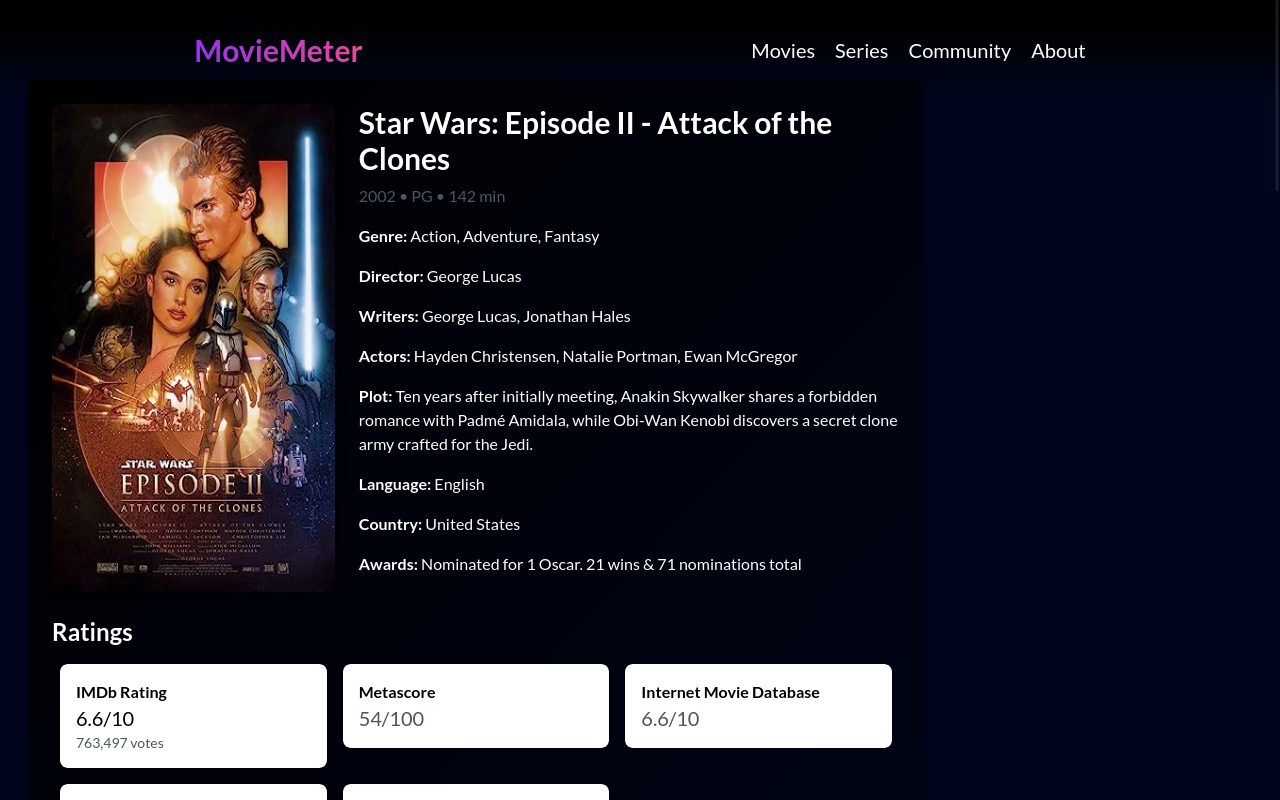 MovieMeter
Movies
Series
Community
About
Star Wars: Episode II - Attack of the
Clones
2002 • PG • 142 min
Genre: Action, Adventure, Fantasy
Director: George Lucas
Writers: George Lucas, Jonathan Hales
Actors: Hayden Christensen, Natalie Portman, Ewan McGregor
Plot: Ten years after initially meeting, Anakin Skywalker shares a forbidden
romance with Padmé Amidala, while Obi-Wan Kenobi discovers a secret clone
army crafted for the Jedi.
Language: English
Country: United States
Awards: Nominated for 1 Oscar. 21 wins & 71 nominations total
STAR WARS
EPISODE II
ATTACK OF THE CLONES
Ratings
IMDb Rating
6.6/10
763,497 votes
Metascore
54/100
Internet Movie Database
6.6/10